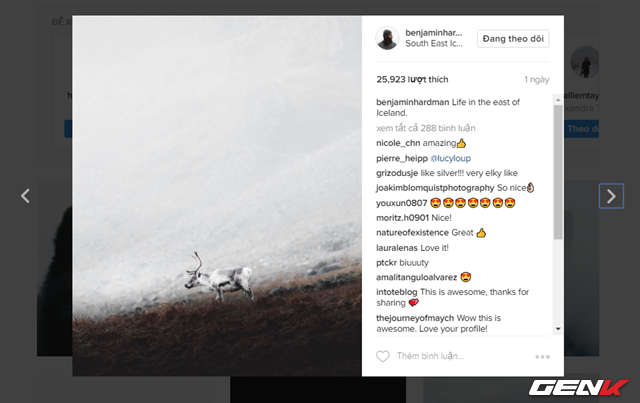 ĐỀ X
benjaminhar...
South East Ic...
Đang theo dõi
25,923 lượt thích
1 ngày
benjaminhardman Life in the east of
Iceland.
xem tất cả 288 bình luận
nicole_chn amazing👍
pierre_heipp @lucyloup
grizodusje like silver!!! very elky like
joakimblomquistphotography So nice👌
youxun0807 😍😍😍😍😍😍😍
moritz.h0901 Nice!
natureofexistence Great 👍
lauralenas Love it!
ptckr biuuuty
amalitanguloalvarez 😍
intoteblog This is awesome, thanks for
sharing 💕
thejourneyofmaych Wow this is
awesome. Love your profile!
Thêm bình luận...
h
alliemtay
xandra
Theo dõ
GENK